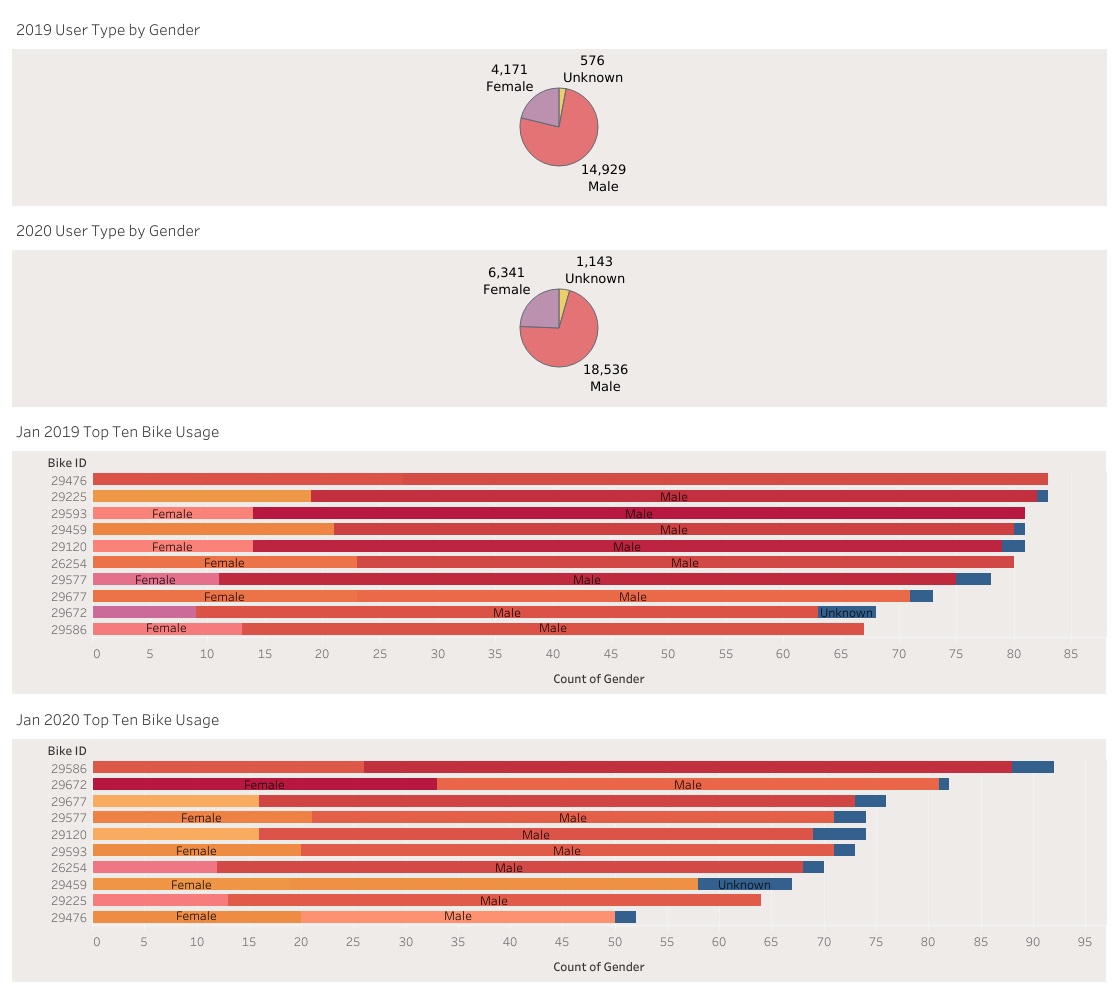 2019 User Type by Gender
576
Unknown
4,171
Female
14,929
Male
2020 User Type by Gender
1,143
Unknown
6,341
Female
18,536
Male
Jan 2019 Top Ten Bike Usage
Bike ID
29476
29225 Male
29593 Female Male
29459 Male
29120 Female Male
26254 Female Male
29577 Female Male
29677 Female Male
29672 Male Unknown
29586 Female Male
0 5 10 15 20 25 30 35 40 45 50 55 60 65 70 75 80 85
Count of Gender
Jan 2020 Top Ten Bike Usage
Bike ID
29586
29672 Female Male
29677
29577 Female Male
29120 Male
29593 Female Male
26254 Male
29459 Female Unknown
29225 Male
29476 Female Male
0 5 10 15 20 25 30 35 40 45 50 55 60 65 70 75 80 85 90 95
Count of Gender